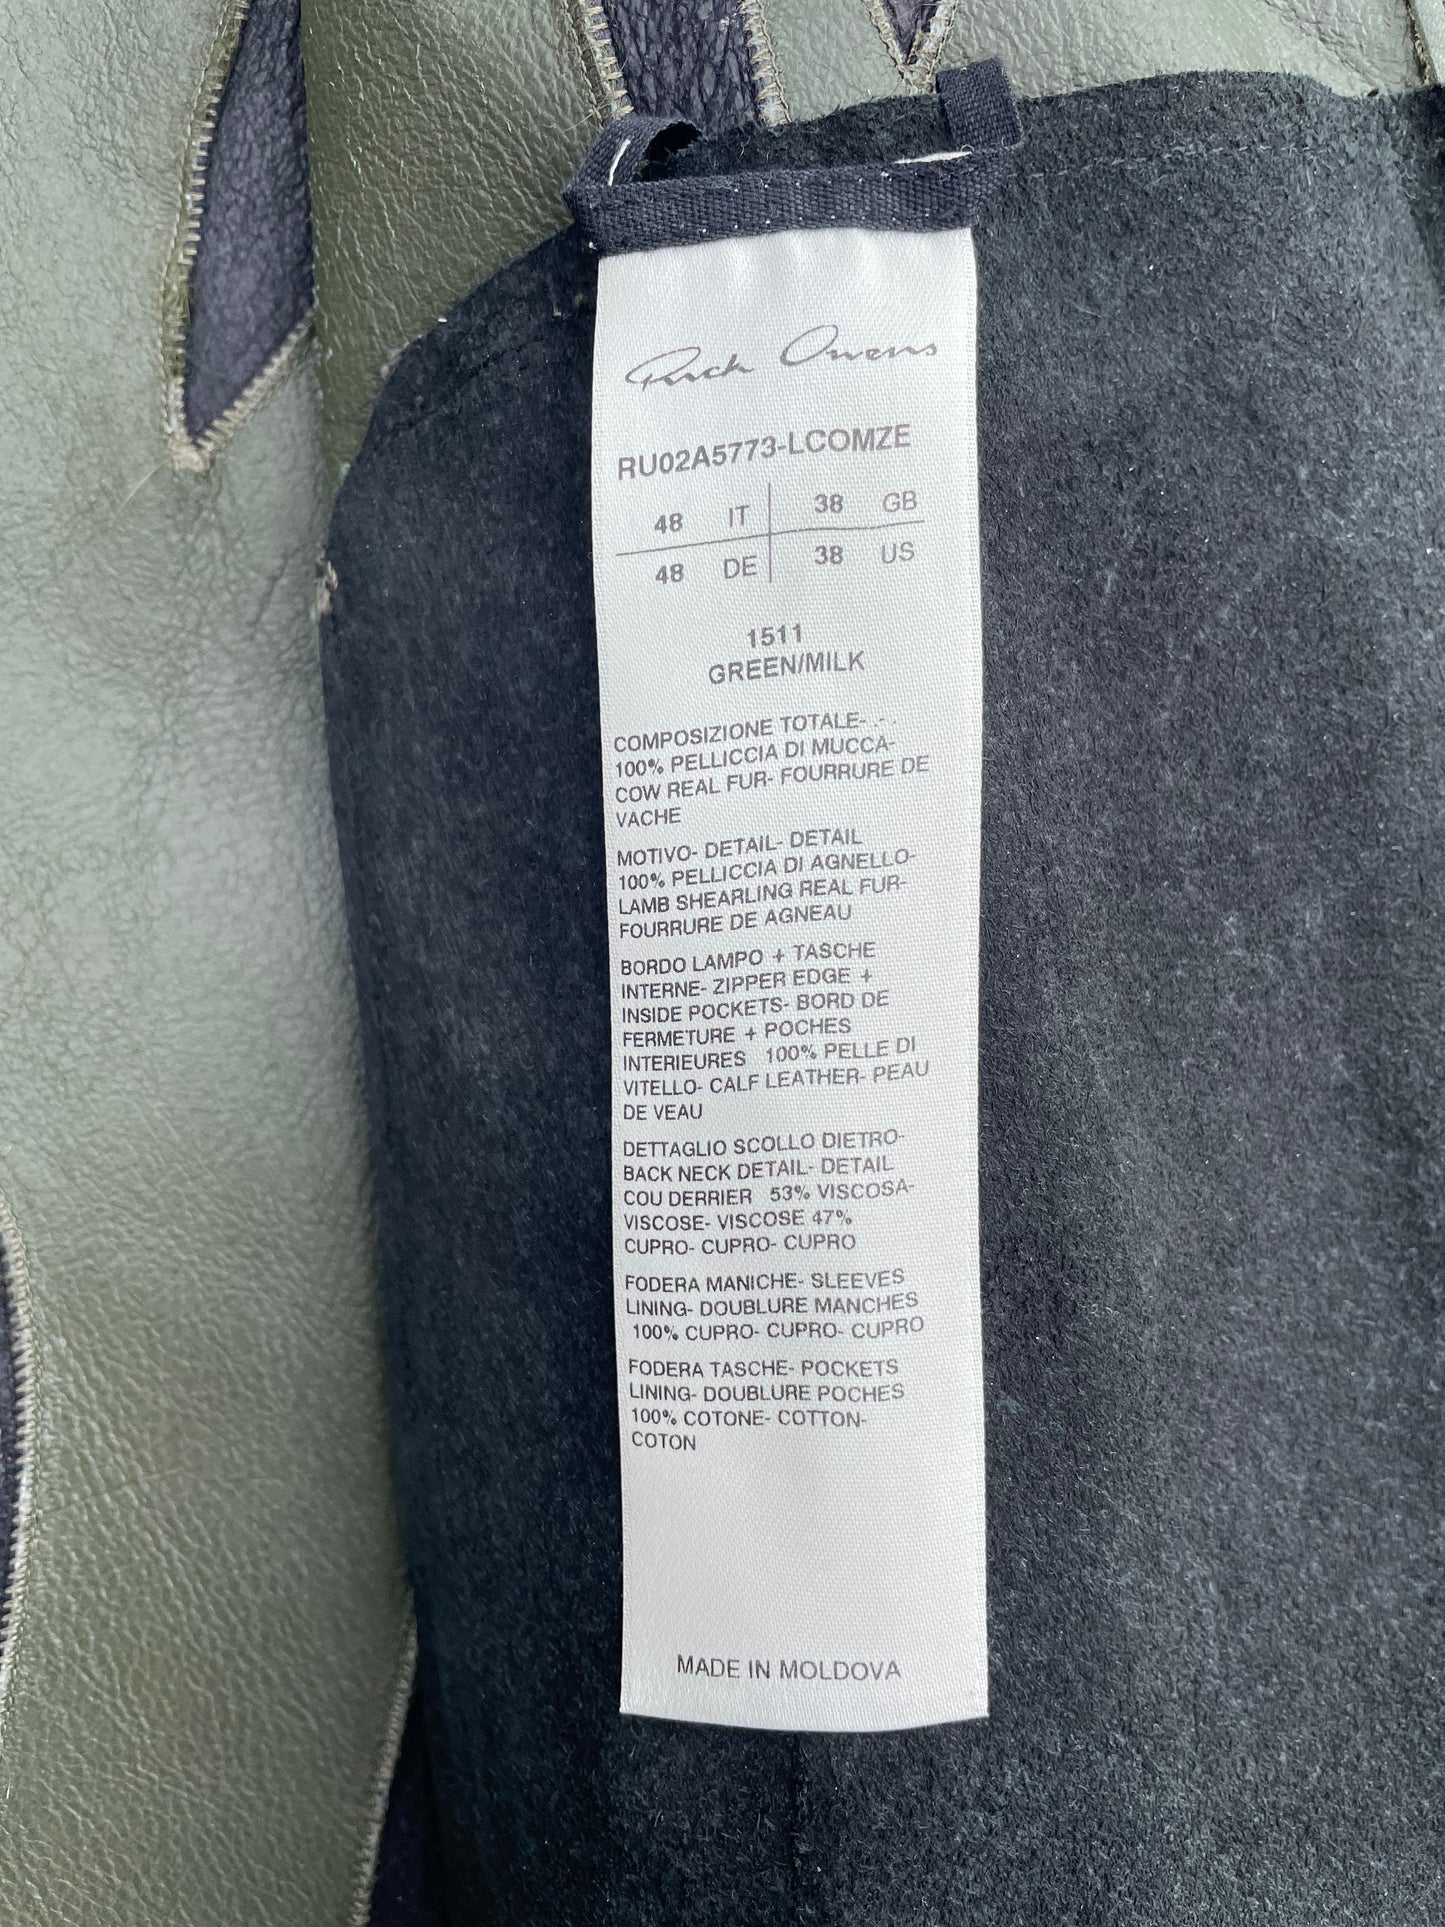 Rick Owens
RU02A5773-LCOMZE
48 IT 38 GB
48 DE 38 US
1511
GREEN/MILK
COMPOSIZIONE TOTALE- - .
100% PELLICCIA DI MUCCA-
COW REAL FUR- FOURRURE DE
VACHE
MOTIVO- DETAIL- DETAIL
100% PELLICCIA DI AGNELLO-
LAMB SHEARLING REAL FUR-
FOURRURE DE AGNEAU
BORDO LAMPO + TASCHE
INTERNE- ZIPPER EDGE +
INSIDE POCKETS- BORD DE
FERMETURE + POCHES
INTERIEURES 100% PELLE DI
VITELLO- CALF LEATHER- PEAU
DE VEAU
DETTAGLIO SCOLLO DIETRO-
BACK NECK DETAIL- DETAIL
COU DERRIER 53% VISCOSA-
VISCOSE- VISCOSE 47%
CUPRO- CUPRO- CUPRO
FODERA MANICHE- SLEEVES
LINING- DOUBLURE MANCHES
100% CUPRO- CUPRO- CUPRO
FODERA TASCHE- POCKETS
LINING- DOUBLURE POCHES
100% COTONE- COTTON-
COTON
MADE IN MOLDOVA